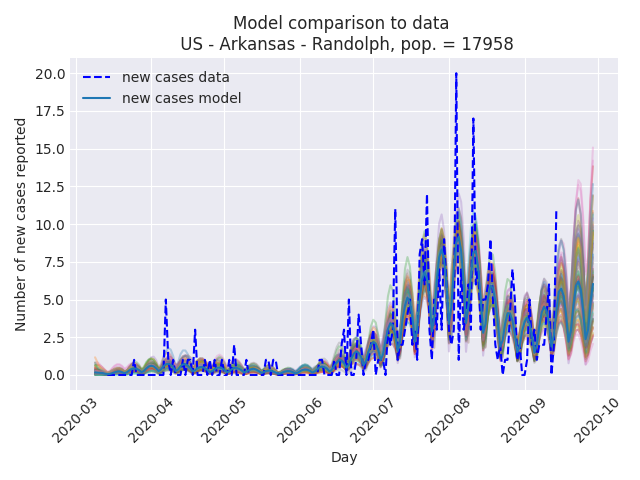 Model comparison to data
US - Arkansas - Randolph, pop. = 17958
new cases data
new cases model
Number of new cases reported
20.0
17.5
15.0
12.5
10.0
7.5
5.0
2.5
0.0
2020-03
2020-04
2020-05
2020-06
2020-07
2020-08
2020-09
2020-10
Day